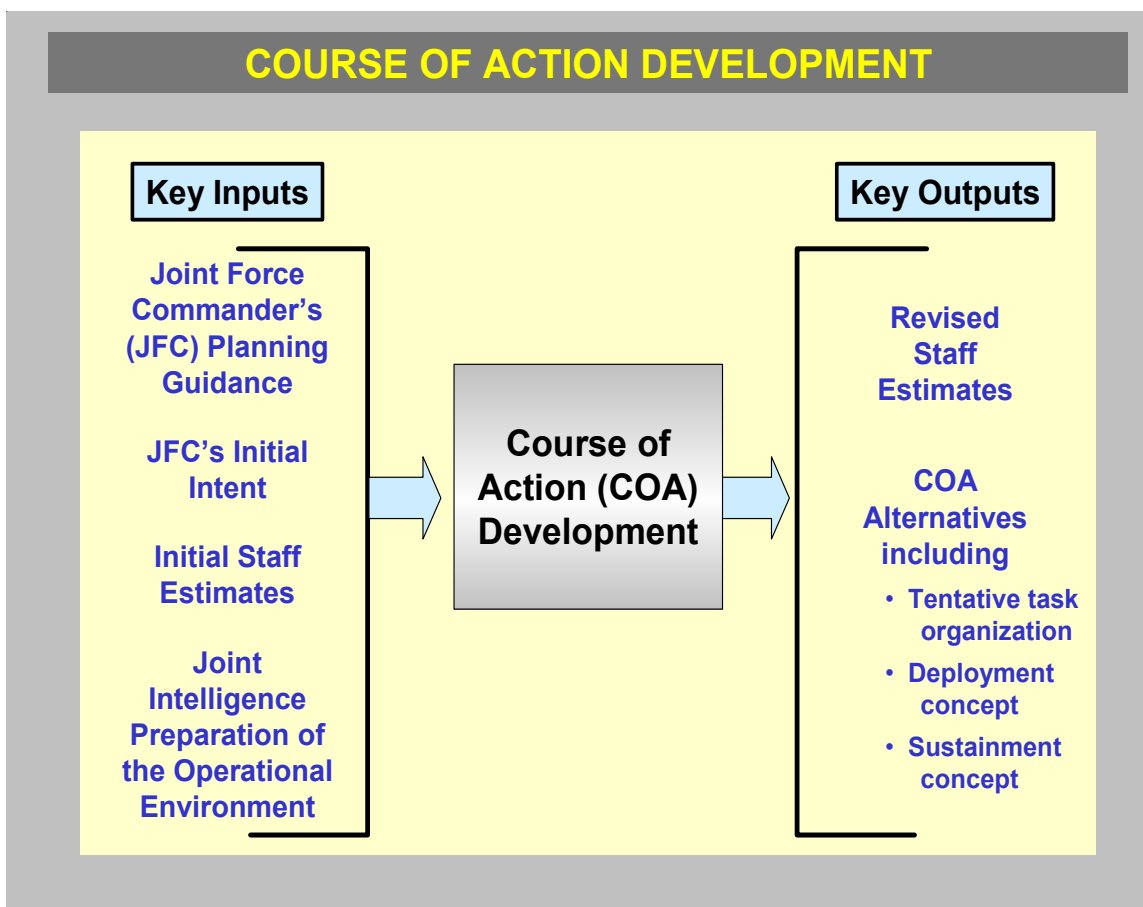 COURSE OF ACTION DEVELOPMENT
Key Inputs
Joint Force
Commander’s
(JFC) Planning
Guidance
JFC’s Initial
Intent
Initial Staff
Estimates
Joint
Intelligence
Preparation of
the Operational
Environment
Course of
Action (COA)
Development
Key Outputs
Revised
Staff
Estimates
COA
Alternatives
including
• Tentative task
organization
• Deployment
concept
• Sustainment
concept